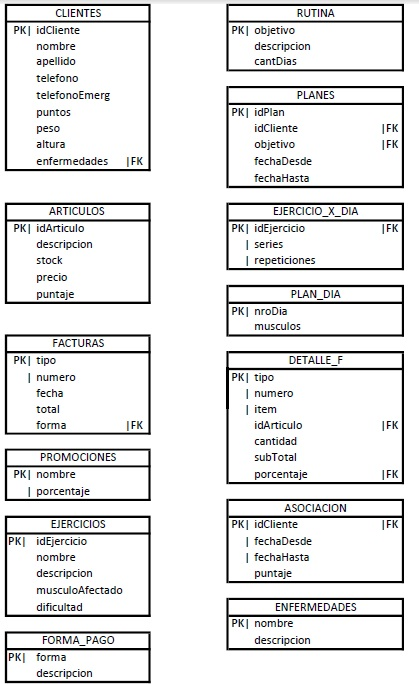 CLIENTES
PK| idCliente
nombre
apellido
telefono
telefonoEmerg
puntos
peso
altura
enfermedades |FK
ARTICULOS
PK| idArticulo
descripcion
stock
precio
puntaje
FACTURAS
PK| tipo
| numero
fecha
total
forma |FK
PROMOCIONES
PK| nombre
| porcentaje
EJERCICIOS
PK| idEjercicio
nombre
descripcion
musculoAfectado
dificultad
FORMA_PAGO
PK| forma
descripcion
RUTINA
PK| objetivo
descripcion
cantDias
PLANES
PK| idPlan
idCliente |FK
objetivo |FK
fechaDesde
fechaHasta
EJERCICIO_X_DIA
PK| idEjercicio |FK
| series
| repeticiones
PLAN_DIA
PK| nroDia
musculos
DETALLE_F
PK| tipo
| numero
| item
idArticulo |FK
cantidad
subTotal
porcentaje |FK
ASOCIACION
PK| idCliente |FK
| fechaDesde
| fechaHasta
puntaje
ENFERMEDADES
PK| nombre
descripcion